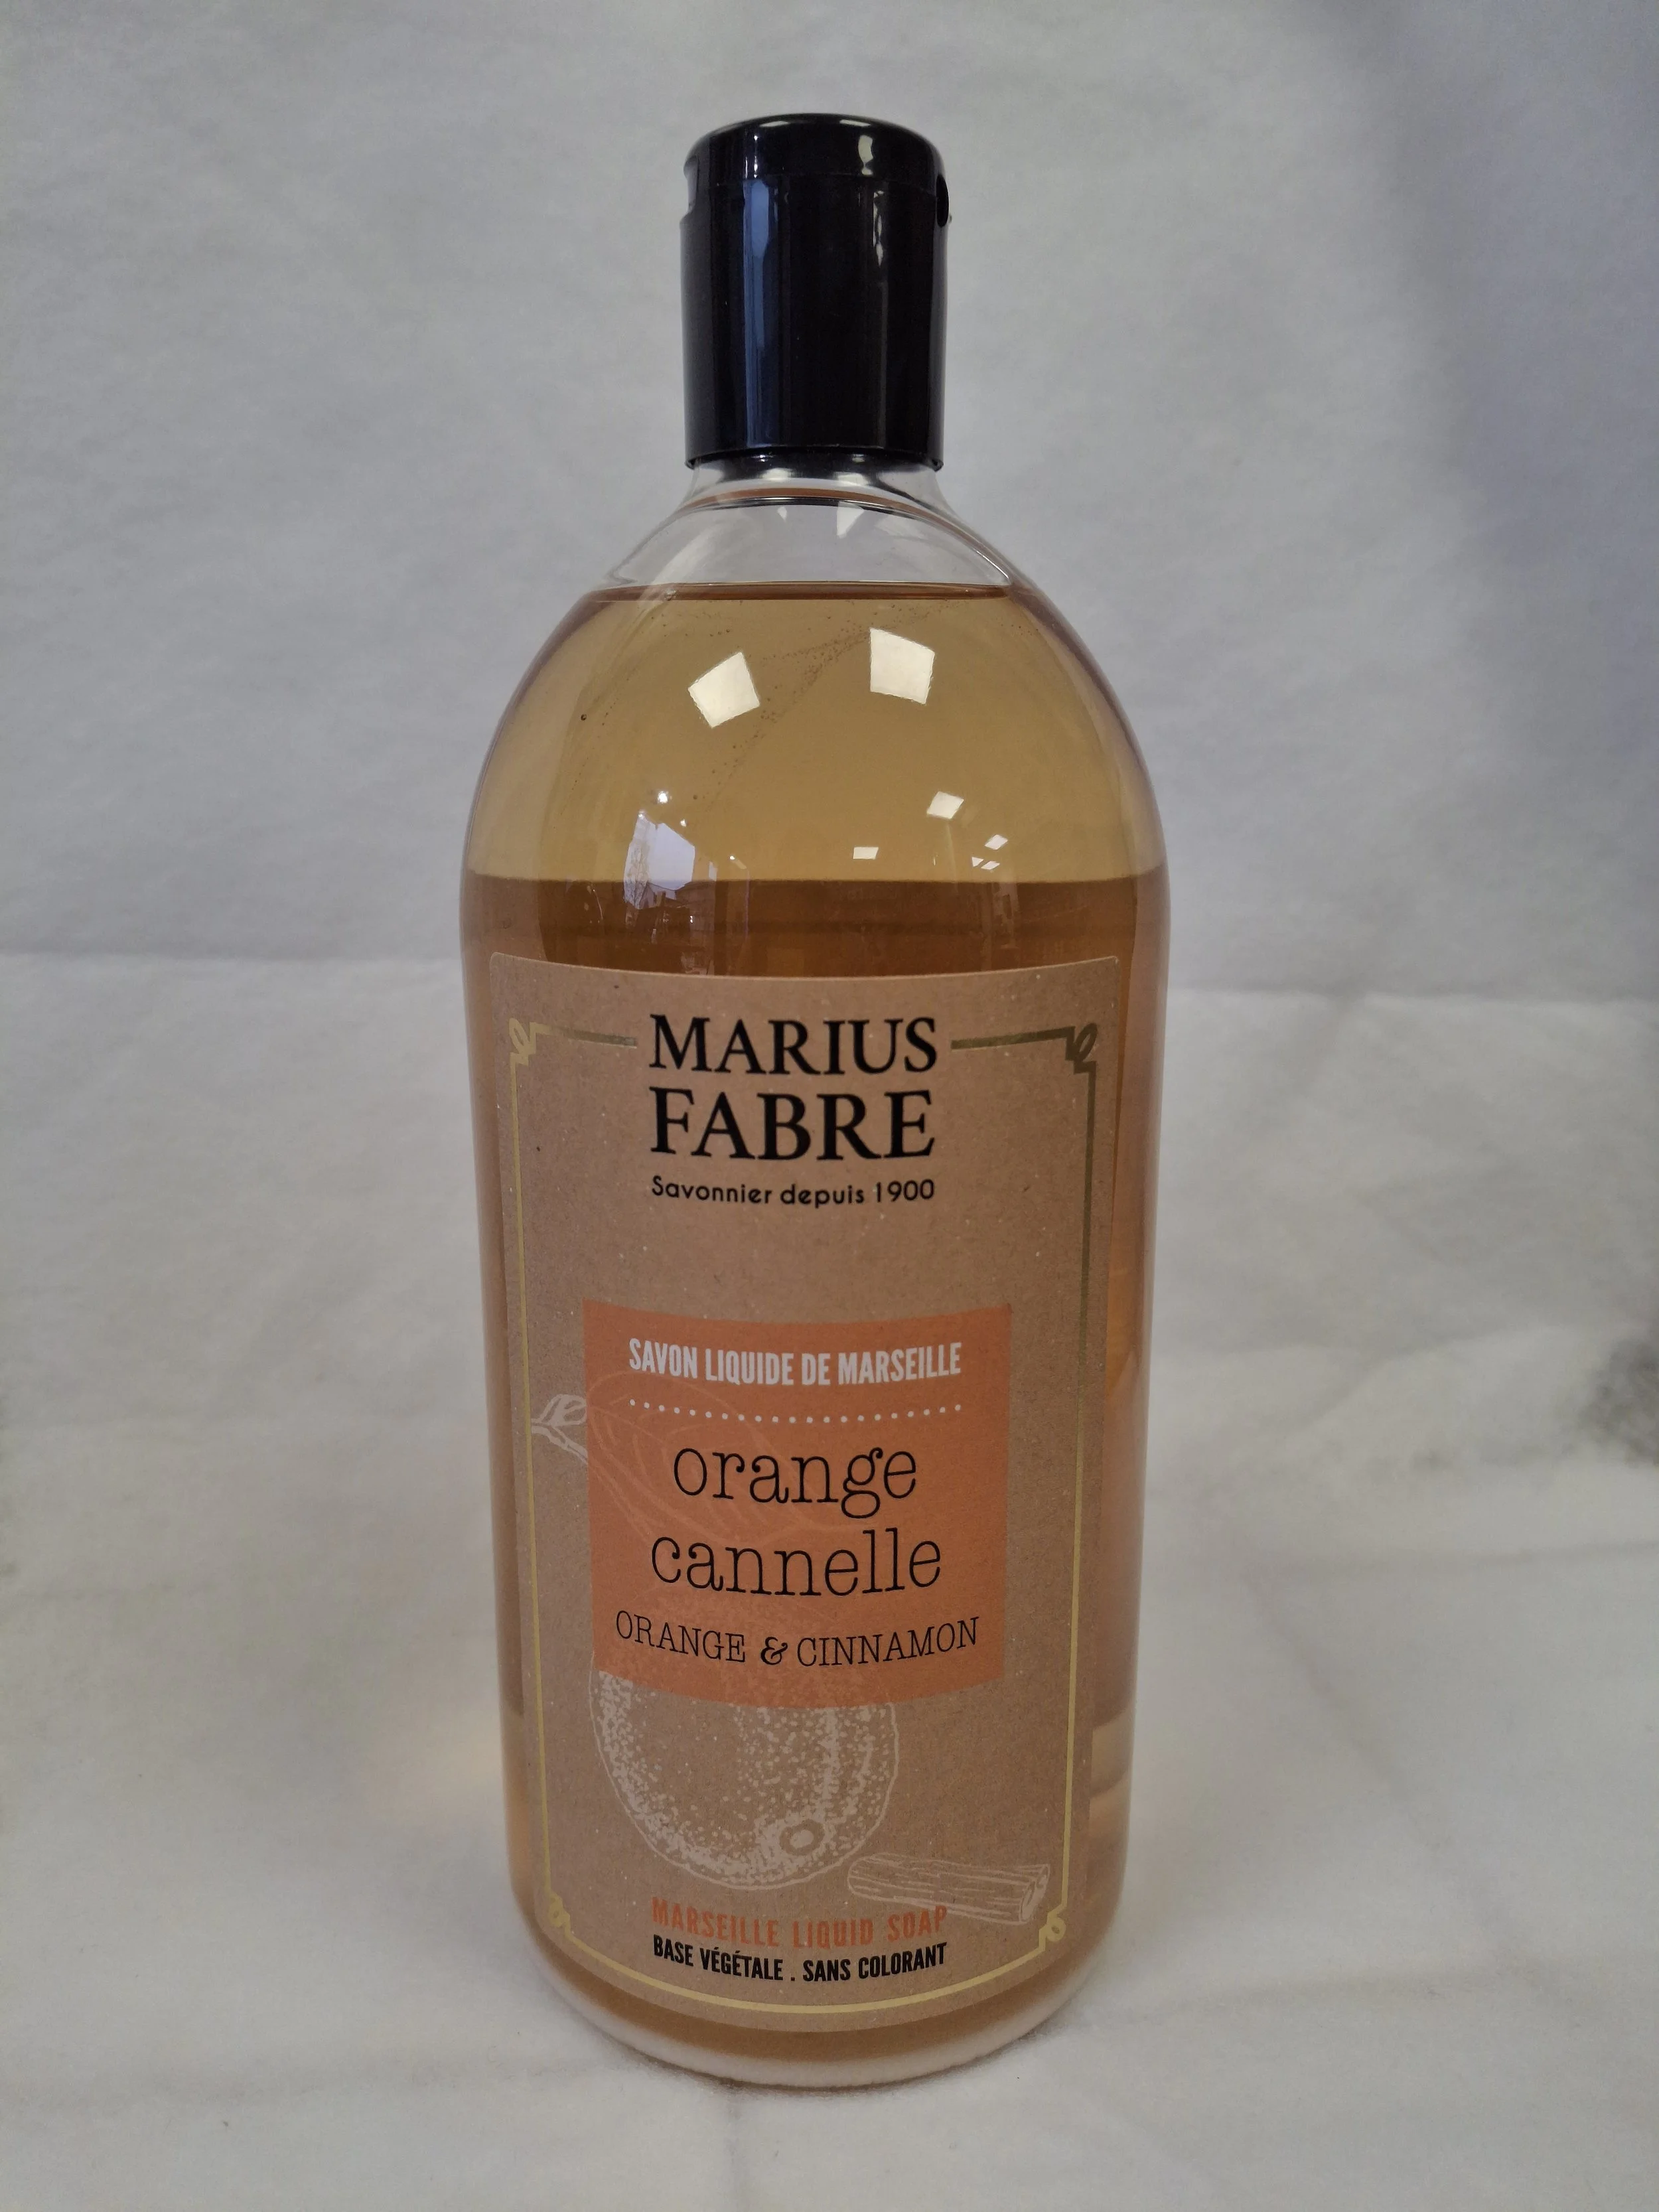 MARIUS
FABRE
Savonnier depuis 1900
SAVON LIQUIDE DE MARSEILLE
orange
cannelle
ORANGE & CINNAMON
MARSEILLE LIQUID SOAP
BASE VÉGÉTALE . SANS COLORANT